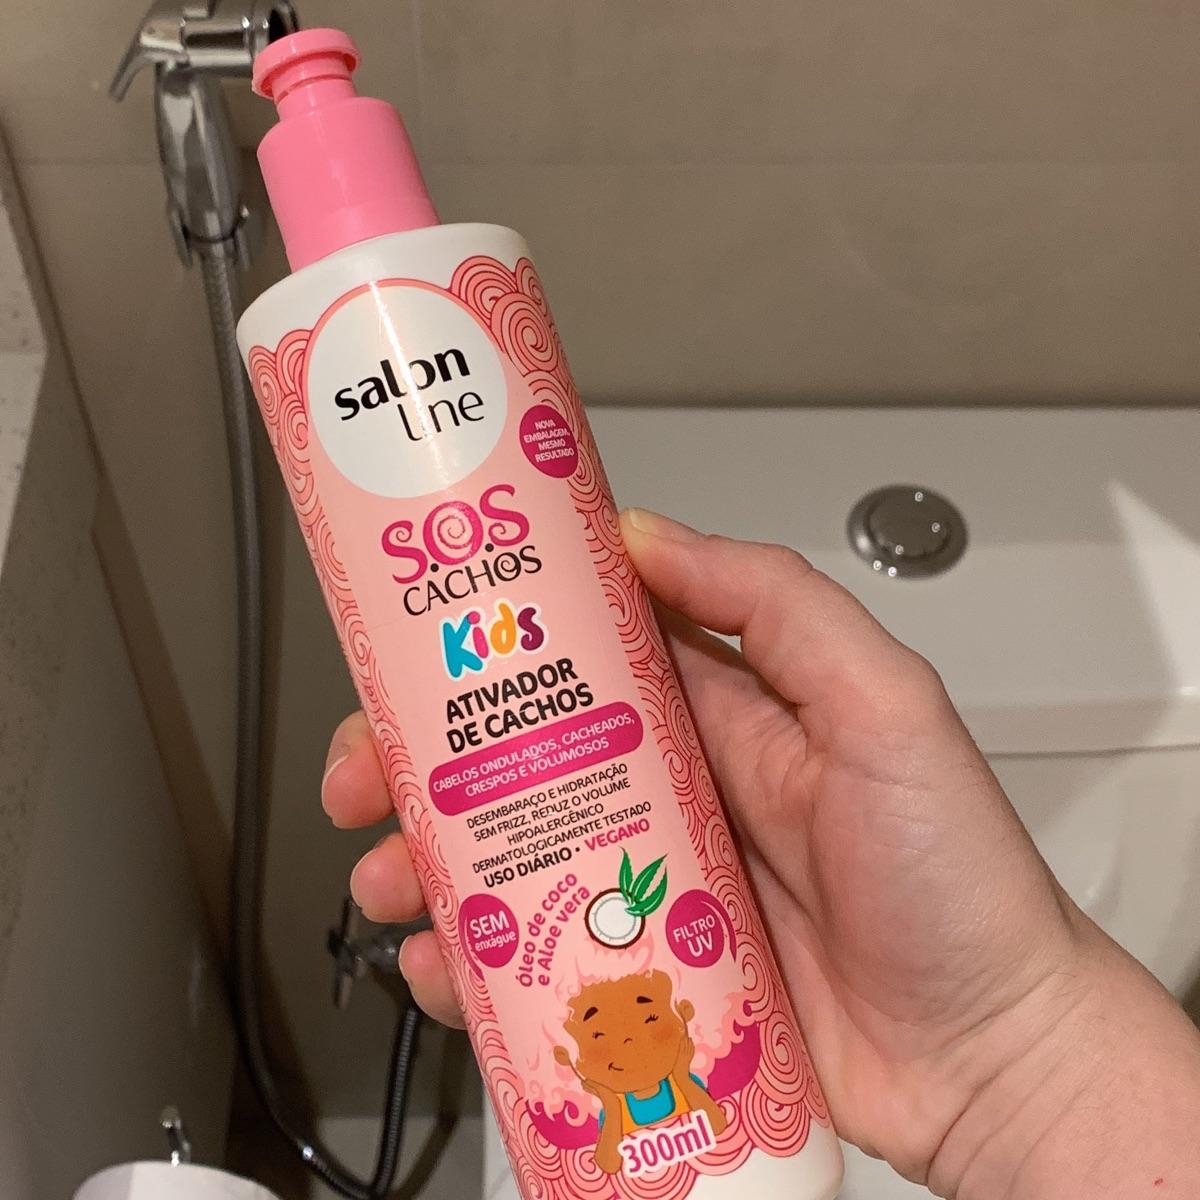 salon
line
NOVA
EMBALAGEM,
MESMO
RESULTADO
S.O.S
CACHOS
Kids
ATIVADOR
DE CACHOS
CABELOS ONDULADOS, CACHEADOS,
CRESPOS E VOLUMOSOS
DESEMBARAÇO E HIDRATAÇÃO
SEM FRIZZ, REDUZ O VOLUME
HIPOALERGÊNICO
DERMATOLOGICAMENTE TESTADO
USO DIÁRIO • VEGANO
SEM
enxágue
Óleo de coco
e Aloe vera
FILTRO
UV
300ml